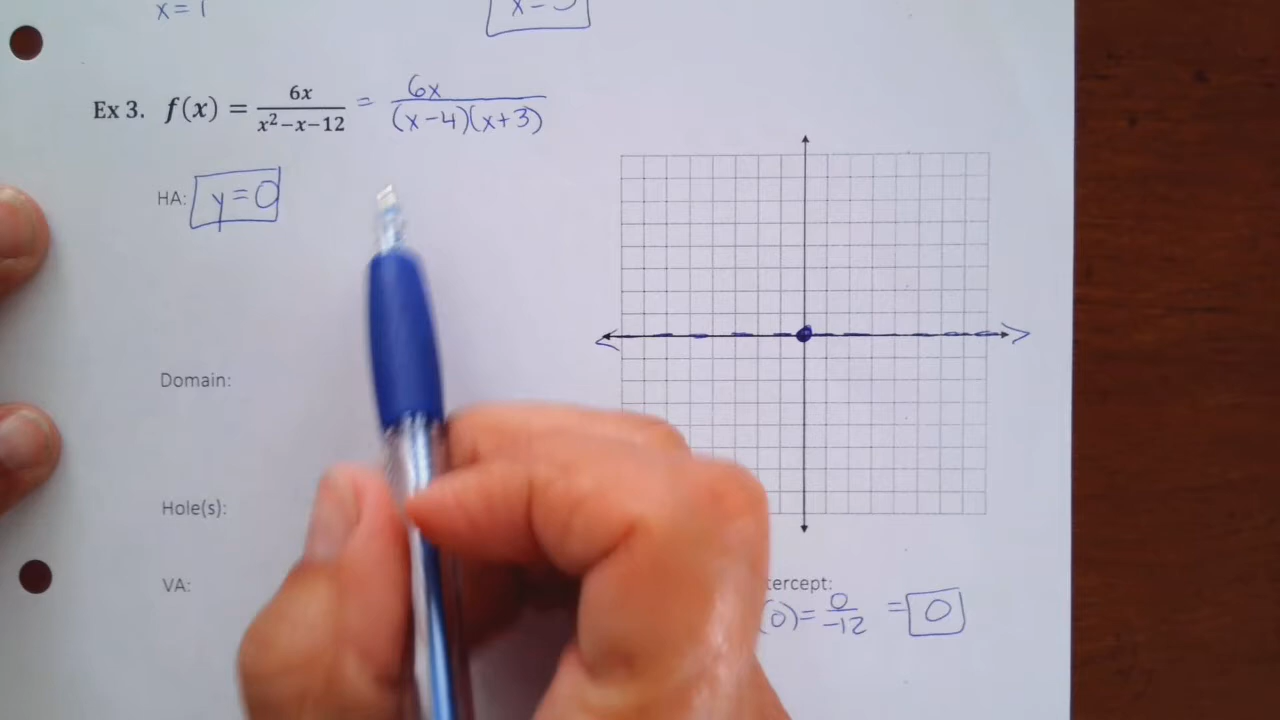 x = 1
Ex 3. f(x) = 6x / x² – x – 12 = 6x / (x – 4)(x + 3)
HA: y = 0
Domain:
Hole(s):
VA:
tercept:
(0) = 0 / –12 = 0